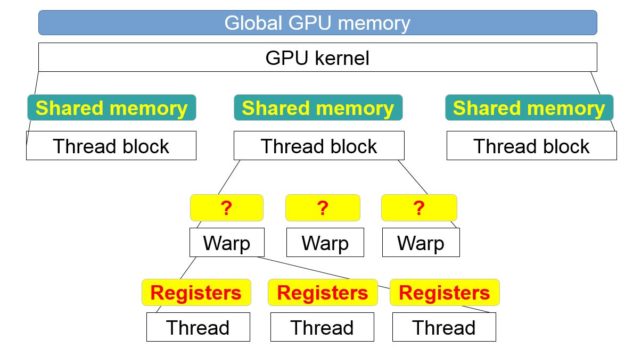 Global GPU memory
GPU kernel
Shared memory Shared memory Shared memory
Thread block Thread block Thread block
? ? ?
Warp Warp Warp
Registers Registers Registers
Thread Thread Thread